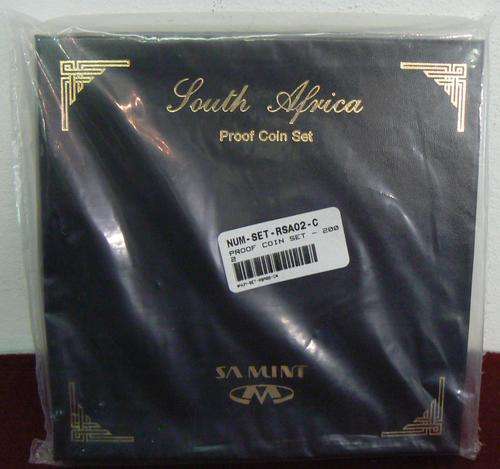 South Africa
Proof Coin Set
NUM-SET-RSA02-C
PROOF COIN SET - 200
2
SA MINT